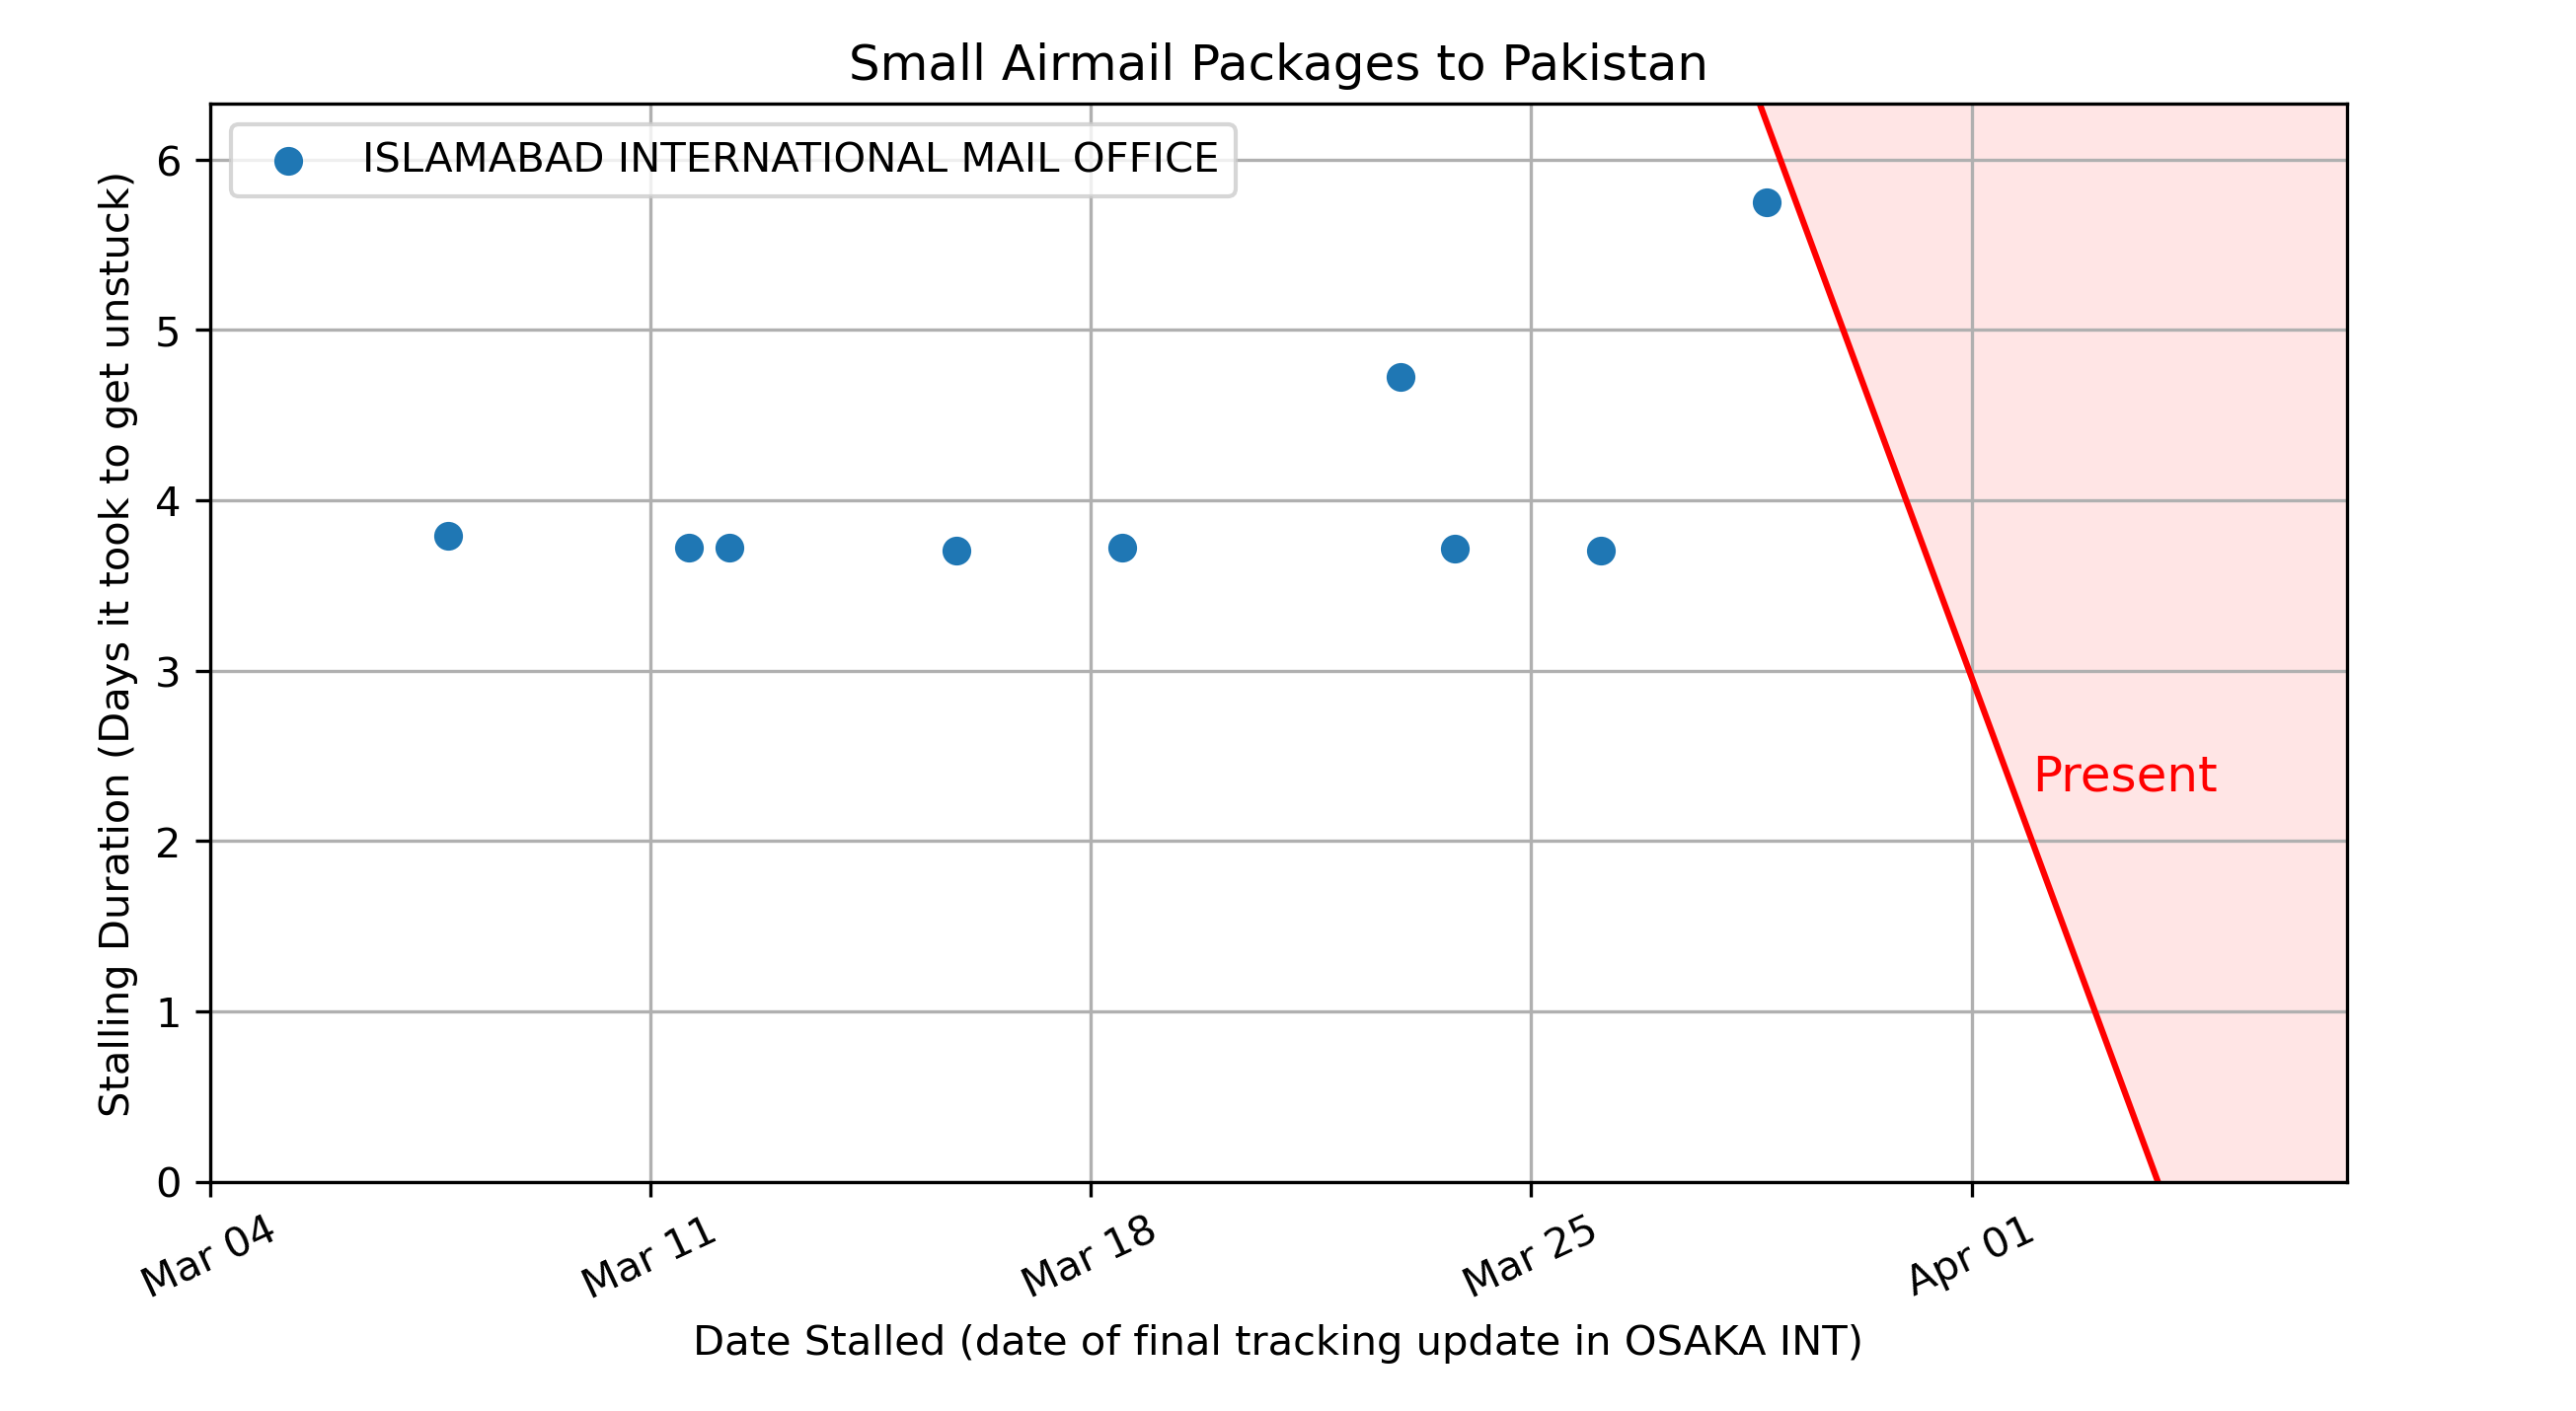 Small Airmail Packages to Pakistan
ISLAMABAD INTERNATIONAL MAIL OFFICE
Stalling Duration (Days it took to get unstuck)
6
5
4
3
2
1
0
Present
Mar 04
Mar 11
Mar 18
Mar 25
Apr 01
Date Stalled (date of final tracking update in OSAKA INT)